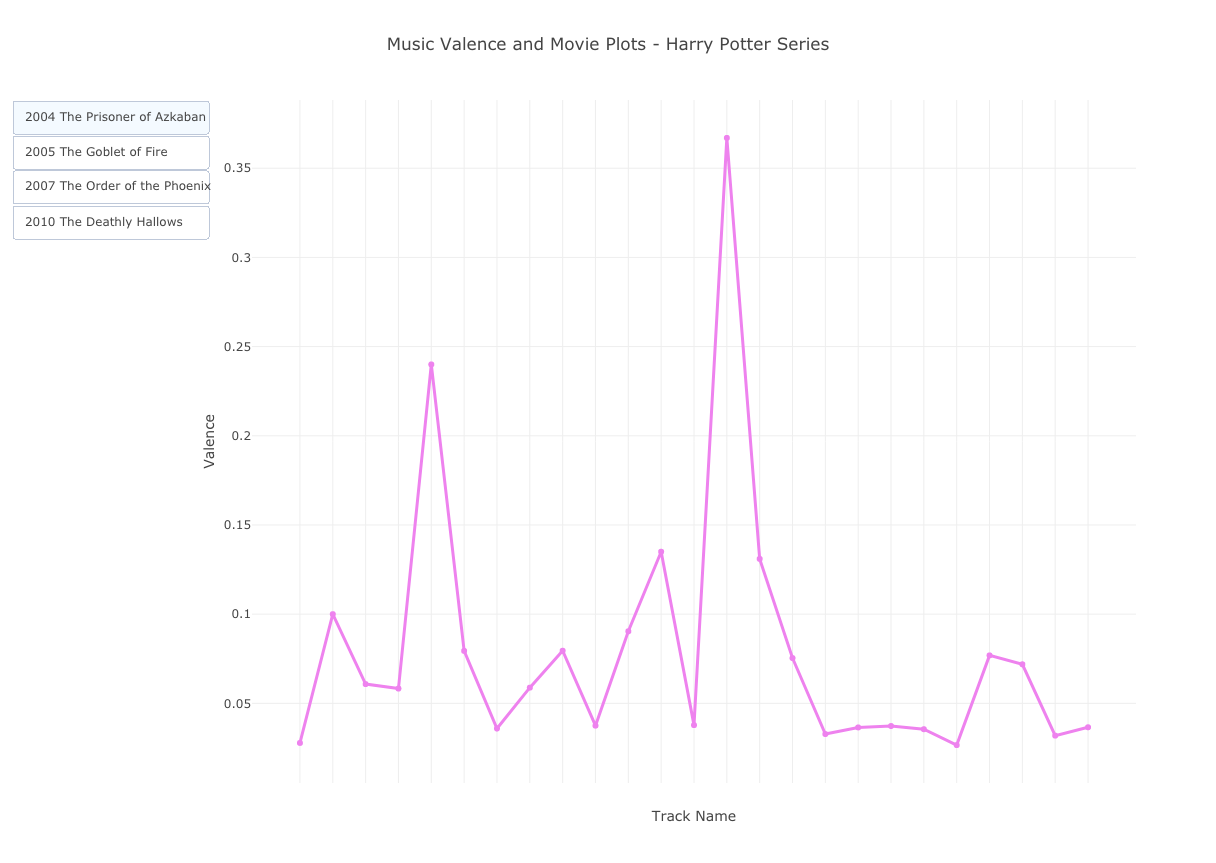 Music Valence and Movie Plots - Harry Potter Series
2004 The Prisoner of Azkaban
2005 The Goblet of Fire
2007 The Order of the Phoenix
2010 The Deathly Hallows
0.35
0.3
0.25
0.2
0.15
0.1
0.05
Valence
Track Name